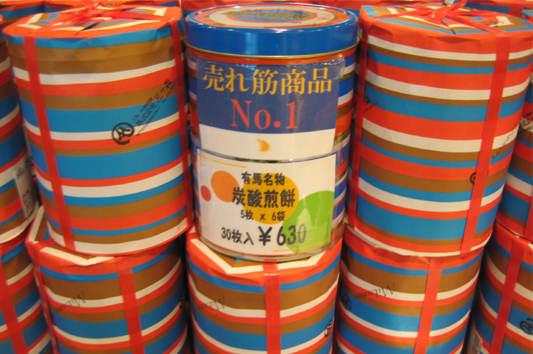 売れ筋商品
No.1
有馬名物
炭酸煎餅
5枚 x 6袋
30枚入 ¥630